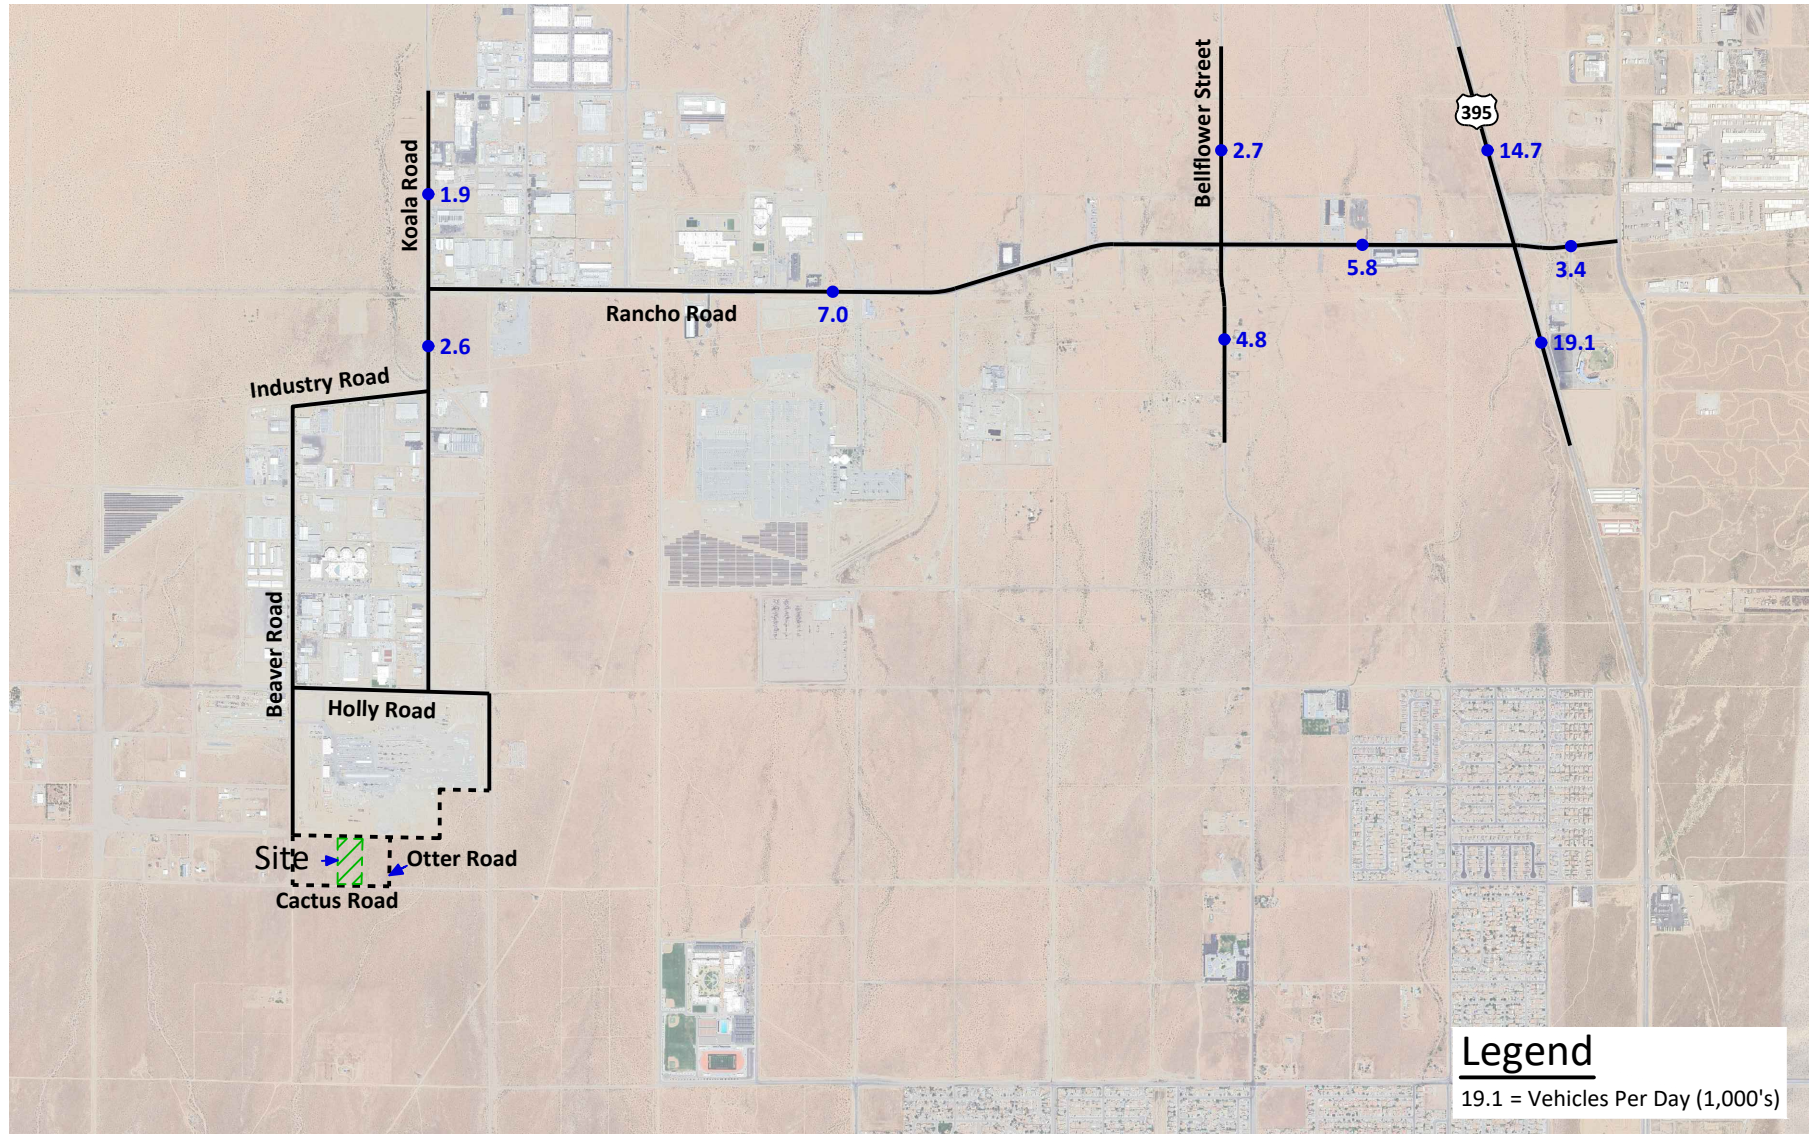 Bellflower Street
395
2.7
14.7
Koala Road
1.9
5.8
3.4
Rancho Road
7.0
2.6
4.8
19.1
Industry Road
Beaver Road
Holly Road
Site
Otter Road
Cactus Road
Legend
19.1 = Vehicles Per Day (1,000's)